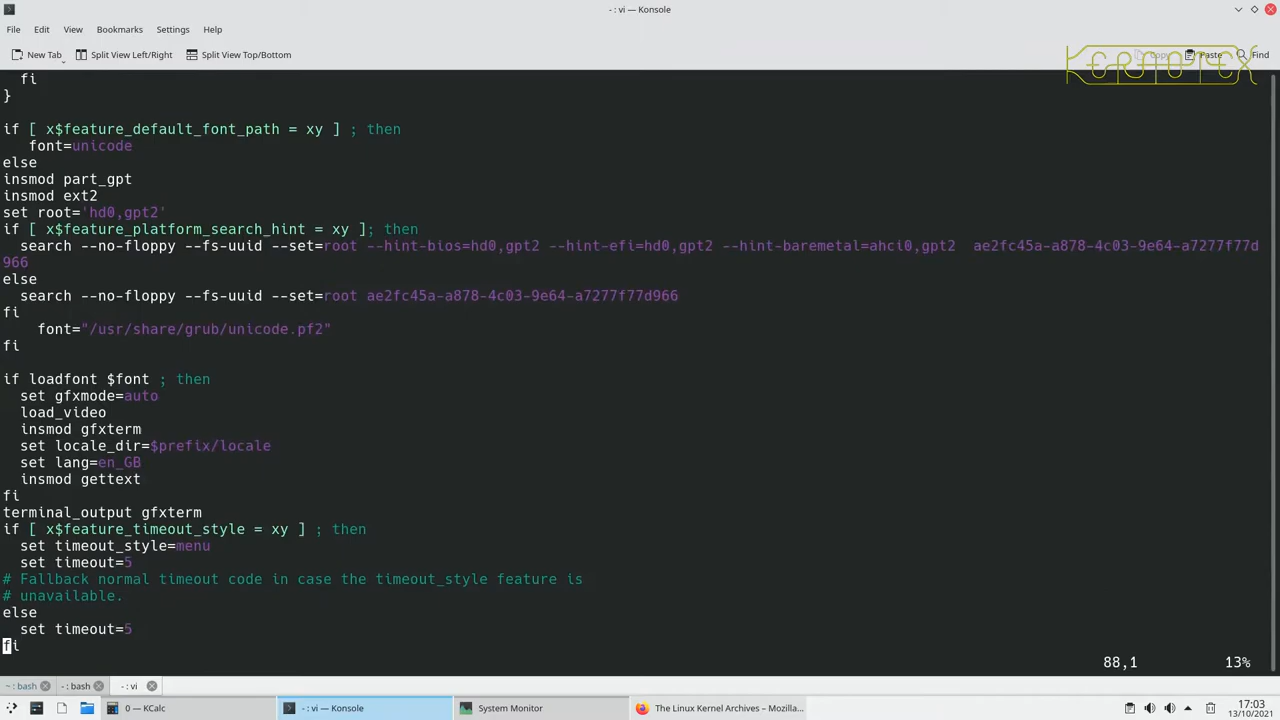 - : vi — Konsole
File Edit View Bookmarks Settings Help
New Tab Split View Left/Right Split View Top/Bottom Copy Paste Find
KERNOTEX
fi
}
if [ x$feature_default_font_path = xy ] ; then
font=unicode
else
insmod part_gpt
insmod ext2
set root='hd0,gpt2'
if [ x$feature_platform_search_hint = xy ]; then
search --no-floppy --fs-uuid --set=root --hint-bios=hd0,gpt2 --hint-efi=hd0,gpt2 --hint-baremetal=ahci0,gpt2  ae2fc45a-a878-4c03-9e64-a7277f77d
966
else
search --no-floppy --fs-uuid --set=root ae2fc45a-a878-4c03-9e64-a7277f77d966
fi
font="/usr/share/grub/unicode.pf2"
fi
if loadfont $font ; then
set gfxmode=auto
load_video
insmod gfxterm
set locale_dir=$prefix/locale
set lang=en_GB
insmod gettext
fi
terminal_output gfxterm
if [ x$feature_timeout_style = xy ] ; then
set timeout_style=menu
set timeout=5
# Fallback normal timeout code in case the timeout_style feature is
# unavailable.
else
set timeout=5
fi
88,1 13%
~ : bash - : bash - : vi
0 — KCalc - : vi — Konsole System Monitor The Linux Kernel Archives – Mozilla... 17:03
13/10/2021